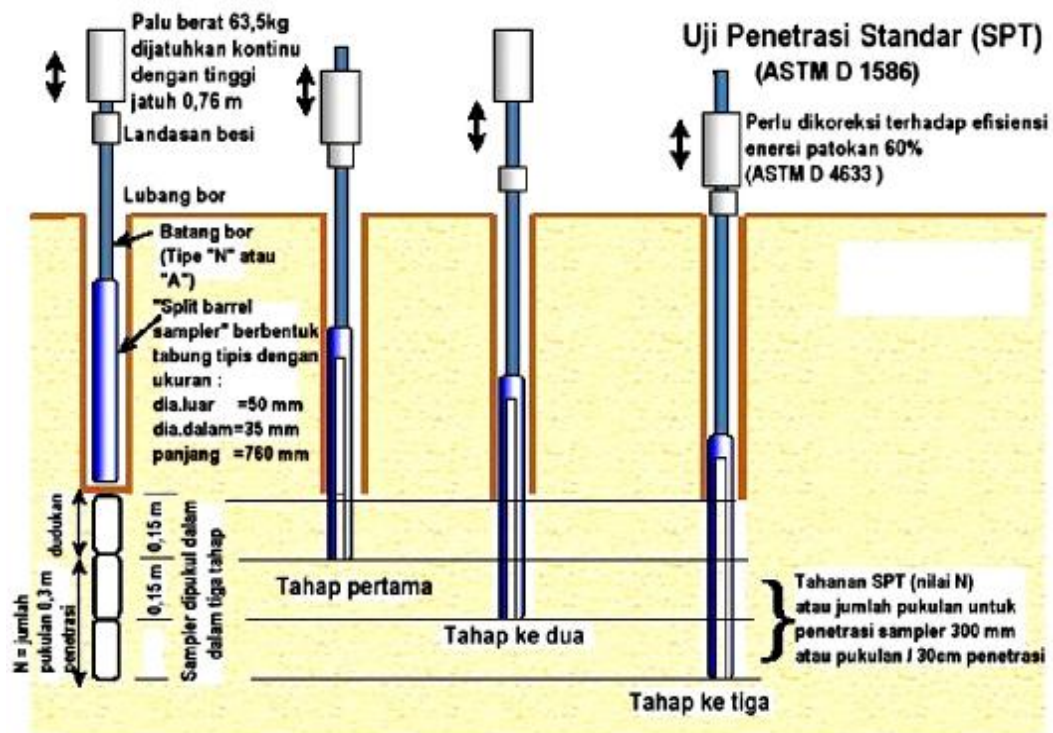 Palu berat 63,5kg
dijatuhkan kontinu
dengan tinggi
jatuh 0,76 m
Landasan besi
Lubang bor
Batang bor
(Tipe "N" atau
"A")
"Split barrel
sampler" berbentuk
tabung tipis dengan
ukuran :
dia.luar =50 mm
dia.dalam=35 mm
panjang =760 mm
Uji Penetrasi Standar (SPT)
(ASTM D 1586)
Perlu dikoreksi terhadap efisiensi
enersi patokan 60%
(ASTM D 4633 )
dudukan
N = jumlah
pukulan 0,3 m
penetrasi
0,15 m
0,15 m
Sampler dipukul dalam
dalam tiga tahap
Tahap pertama
Tahap ke dua
Tahap ke tiga
Tahanan SPT (nilai N)
atau jumlah pukulan untuk
penetrasi sampler 300 mm
atau pukulan / 30cm penetrasi